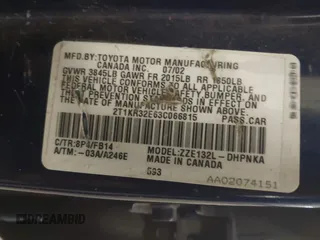 MFD.BY:TOYOTA MOTOR MANUFACTURING
CANADA INC. 07/02
GVWR 3845LB GAWR FR 2015LB RR 1850LB
THIS VEHICLE CONFORMS TO ALL APPLICABLE
FEDERAL MOTOR VEHICLE SAFETY,BUMPER, AND
THEFT PREVENTION STANDARDS IN EFFECT ON
THE DATE OF MANUFACTURE SHOWN ABOVE.
2T1KR32E63C066815 PASS.CAR
C/TR:8P4/FB14 MODEL:ZZE132L-DHPNKA
A/TM:-03A/A246E MADE IN CANADA
593
AA02074151
© AUTOBIDMASTER